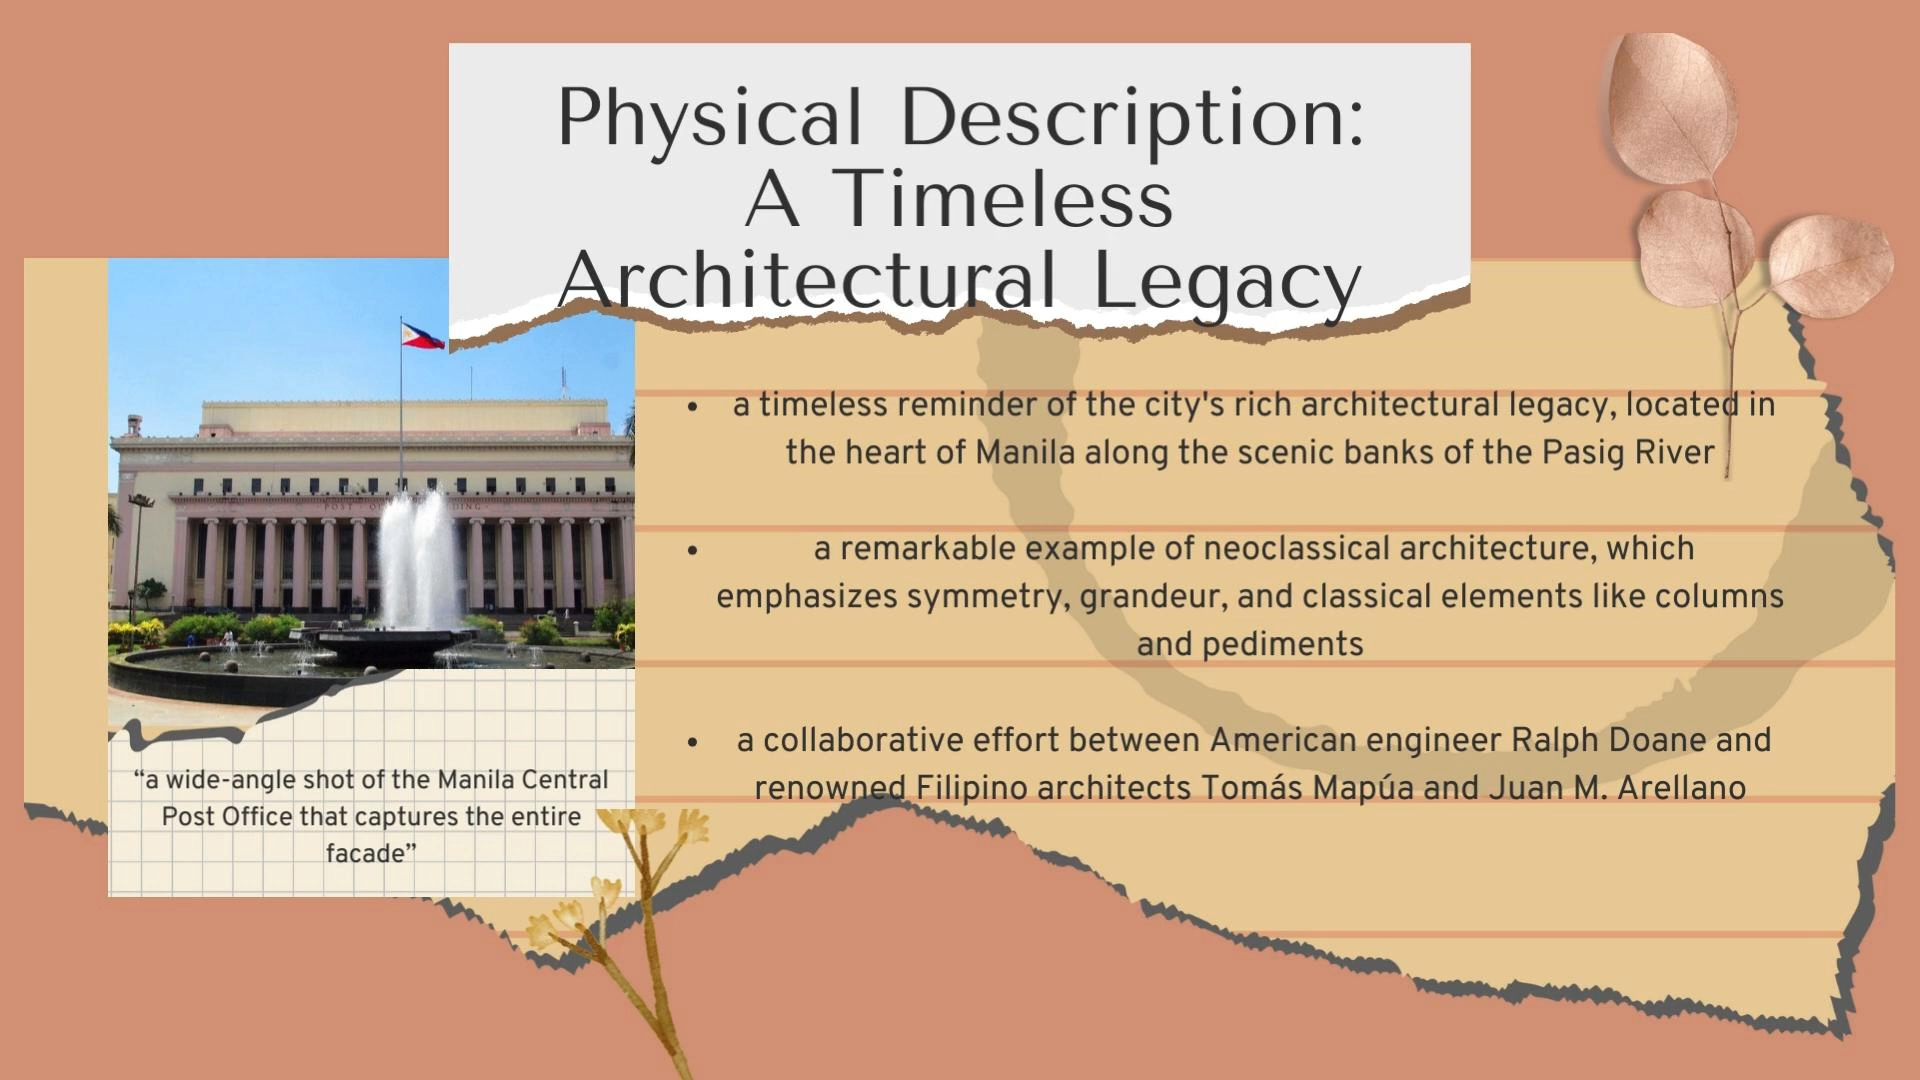 Physical Description:
A Timeless
Architectural Legacy
• a timeless reminder of the city's rich architectural legacy, located in
the heart of Manila along the scenic banks of the Pasig River
• a remarkable example of neoclassical architecture, which
emphasizes symmetry, grandeur, and classical elements like columns
and pediments
• a collaborative effort between American engineer Ralph Doane and
renowned Filipino architects Tomás Mapúa and Juan M. Arellano
POST
“a wide-angle shot of the Manila Central
Post Office that captures the entire
facade”